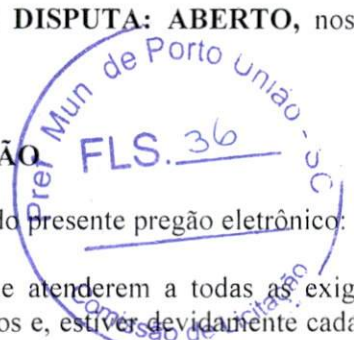 DISPUTA: ABERTO, nos
Pref Mun de Porto União - SC
ÃO
FLS. 36
do presente pregão eletrônico:
e atenderem a todas as exig
os e, estiver devidamente cada
Comissão de Licitação